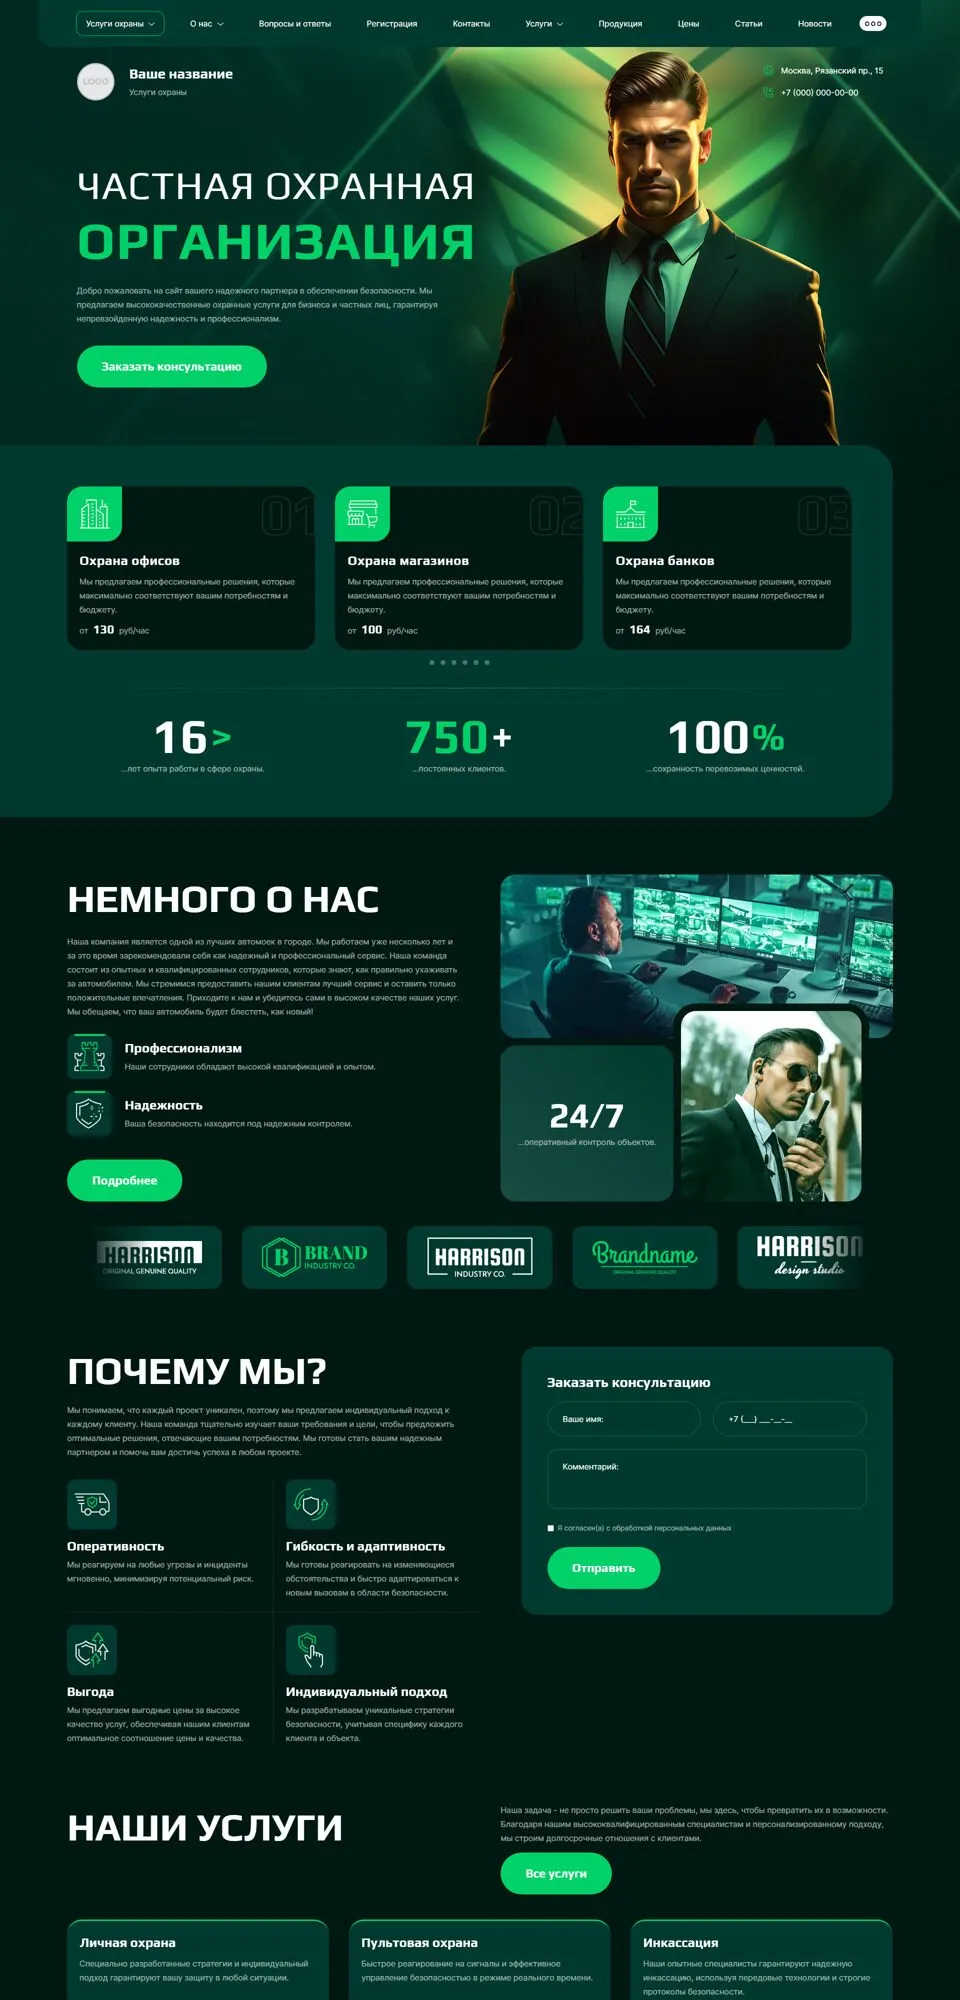 Услуги охраны
О нас
Вопросы и ответы
Регистрация
Контакты
Услуги
Продукция
Цены
Статьи
Новости
LOGO
Ваше название
Услуги охраны
Москва, Рязанский пр., 15
+7 (000) 000-00-00
ЧАСТНАЯ ОХРАННАЯ
ОРГАНИЗАЦИЯ
Добро пожаловать на сайт вашего надежного партнера в обеспечении безопасности. Мы
предлагаем высококачественные охранные услуги для бизнеса и частных лиц, гарантируя
непревзойденную надежность и профессионализм.
Заказать консультацию
01
Охрана офисов
Мы предлагаем профессиональные решения, которые
максимально соответствуют вашим потребностям и
бюджету.
от 130 руб/час
02
Охрана магазинов
Мы предлагаем профессиональные решения, которые
максимально соответствуют вашим потребностям и
бюджету.
от 100 руб/час
03
Охрана банков
Мы предлагаем профессиональные решения, которые
максимально соответствуют вашим потребностям и
бюджету.
от 164 руб/час
16>
...лет опыта работы в сфере охраны.
750+
...постоянных клиентов.
100%
...сохранность перевозимых ценностей.
НЕМНОГО О НАС
Наша компания является одной из лучших автомоек в городе. Мы работаем уже несколько лет и
за это время зарекомендовали себя как надежный и профессиональный сервис. Наша команда
состоит из опытных и квалифицированных сотрудников, которые знают, как правильно ухаживать
за автомобилем. Мы стремимся предоставить нашим клиентам лучший сервис и оставить только
положительные впечатления. Приходите к нам и убедитесь сами в высоком качестве наших услуг.
Мы обещаем, что ваш автомобиль будет блестеть, как новый!
Профессионализм
Наши сотрудники обладают высокой квалификацией и опытом.
Надежность
Ваша безопасность находится под надежным контролем.
Подробнее
24/7
...оперативный контроль объектов.
HARRISON
ORIGINAL GENUINE QUALITY
B
BRAND
INDUSTRY CO.
HARRISON
INDUSTRY CO.
Brandname
ORIGINAL GENUINE QUALITY
HARRISON
design studio
ПОЧЕМУ МЫ?
Мы понимаем, что каждый проект уникален, поэтому мы предлагаем индивидуальный подход к
каждому клиенту. Наша команда тщательно изучает ваши требования и цели, чтобы предложить
оптимальные решения, отвечающие вашим потребностям. Мы готовы стать вашим надежным
партнером и помочь вам достичь успеха в любом проекте.
Оперативность
Мы реагируем на любые угрозы и инциденты
мгновенно, минимизируя потенциальный риск.
Гибкость и адаптивность
Мы готовы реагировать на изменяющиеся
обстоятельства и быстро адаптироваться к
новым вызовам в области безопасности.
Выгода
Мы предлагаем выгодные цены за высокое
качество услуг, обеспечивая нашим клиентам
оптимальное соотношение цены и качества.
Индивидуальный подход
Мы разрабатываем уникальные стратегии
безопасности, учитывая специфику каждого
клиента и объекта.
Заказать консультацию
Ваше имя:
+7 (__) ___-__-__
Комментарий:
Я согласен(а) с обработкой персональных данных
Отправить
НАШИ УСЛУГИ
Наша задача - не просто решить ваши проблемы, мы здесь, чтобы превратить их в возможности.
Благодаря нашим высококвалифицированным специалистам и персонализированному подходу,
мы строим долгосрочные отношения с клиентами.
Все услуги
Личная охрана
Специально разработанные стратегии и индивидуальный
подход гарантируют вашу защиту в любой ситуации.
Пультовая охрана
Быстрое реагирование на сигналы и эффективное
управление безопасностью в режиме реального времени.
Инкассация
Наши опытные специалисты гарантируют надежную
инкассацию, используя передовые технологии и строгие
протоколы безопасности.